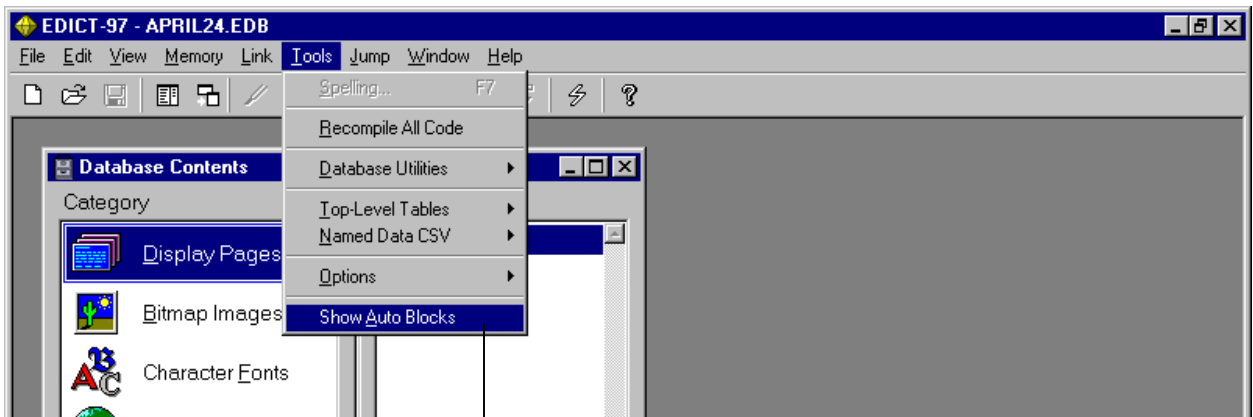 EDICT-97 - APRIL24.EDB
File Edit View Memory Link Tools Jump Window Help
Spelling... F7
Recompile All Code
Database Utilities
Top-Level Tables
Named Data CSV
Options
Show Auto Blocks
Database Contents
Category
Display Pages
Bitmap Images
Character Fonts